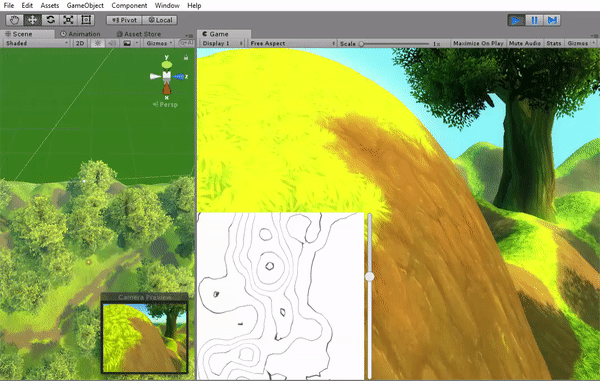 File Edit Assets GameObject Component Window Help
Pivot Local
Scene Animation Asset Store Game
Shaded 2D Gizmos Display 1 Free Aspect Scale 1x Maximize On Play Mute Audio Stats Gizmos
y
z
x
Persp
Camera Preview